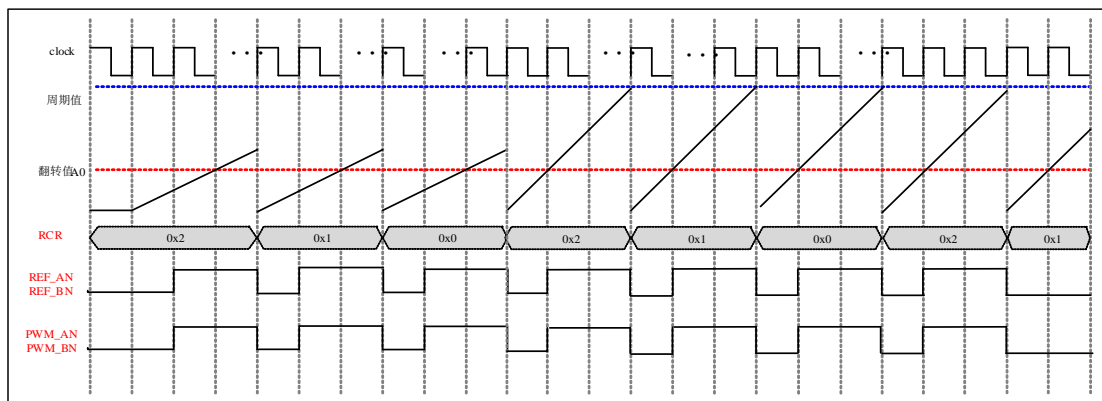 clock
周期值
翻转值A0
RCR 0x2 0x1 0x0 0x2 0x1 0x0 0x2 0x1
REF_AN
REF_BN
PWM_AN
PWM_BN